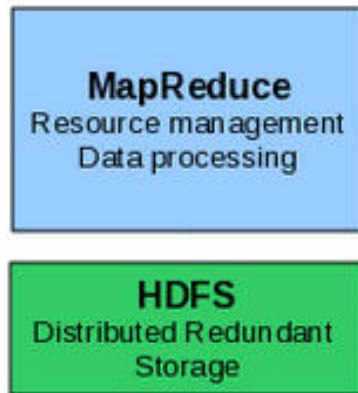 MapReduce
Resource management
Data processing
HDFS
Distributed Redundant
Storage